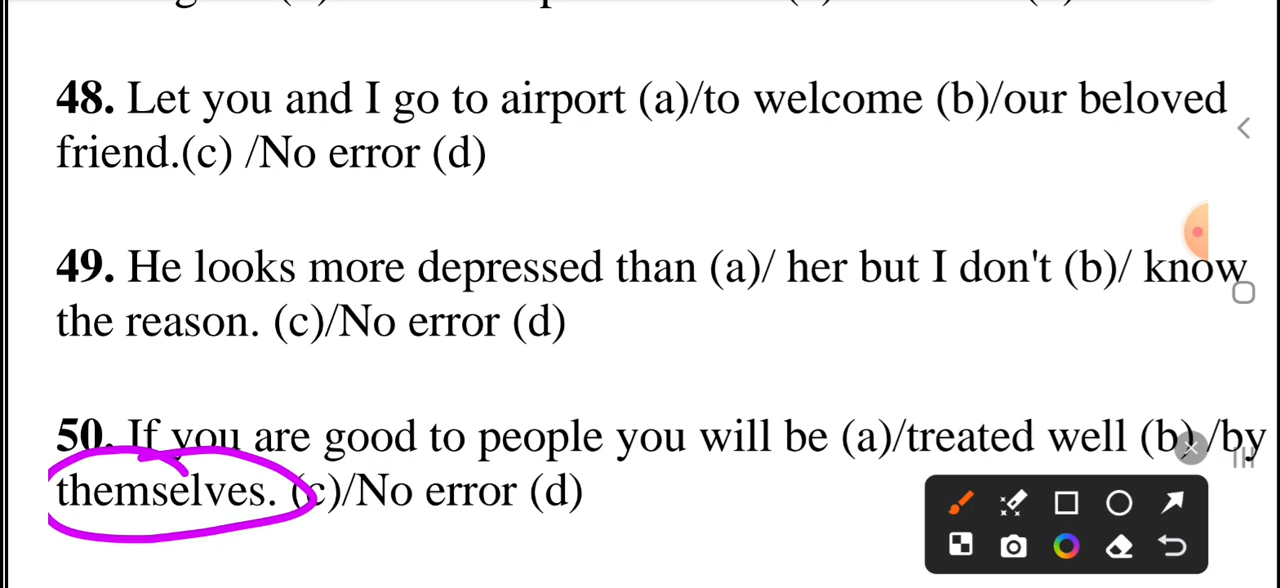 48. Let you and I go to airport (a)/to welcome (b)/our beloved
friend.(c) /No error (d)
49. He looks more depressed than (a)/ her but I don't (b)/ know
the reason. (c)/No error (d)
50. If you are good to people you will be (a)/treated well (b) /by
themselves. (c)/No error (d)